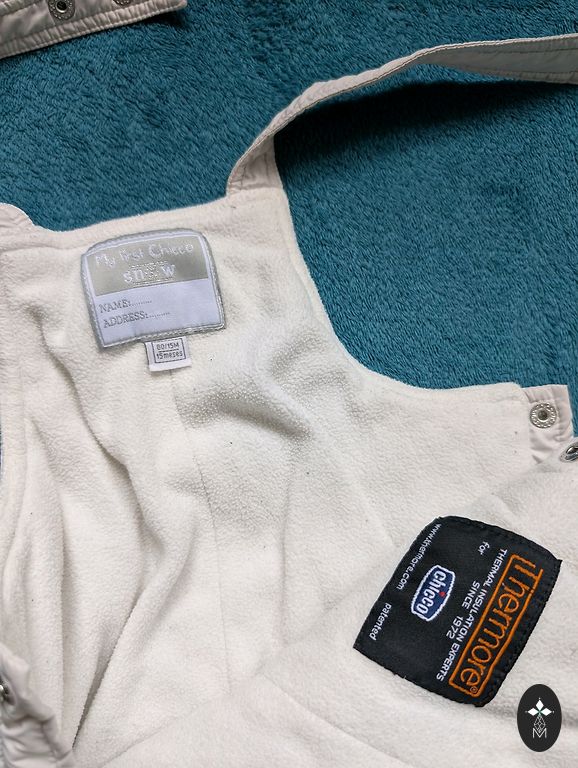 My first Chicco
snow
NAME:.........
ADDRESS:.........
80/15M
15meses
Thermore®
THERMAL INSULATION EXPERTS
SINCE 1972
for
chicco
www.thermore.com
patented
M